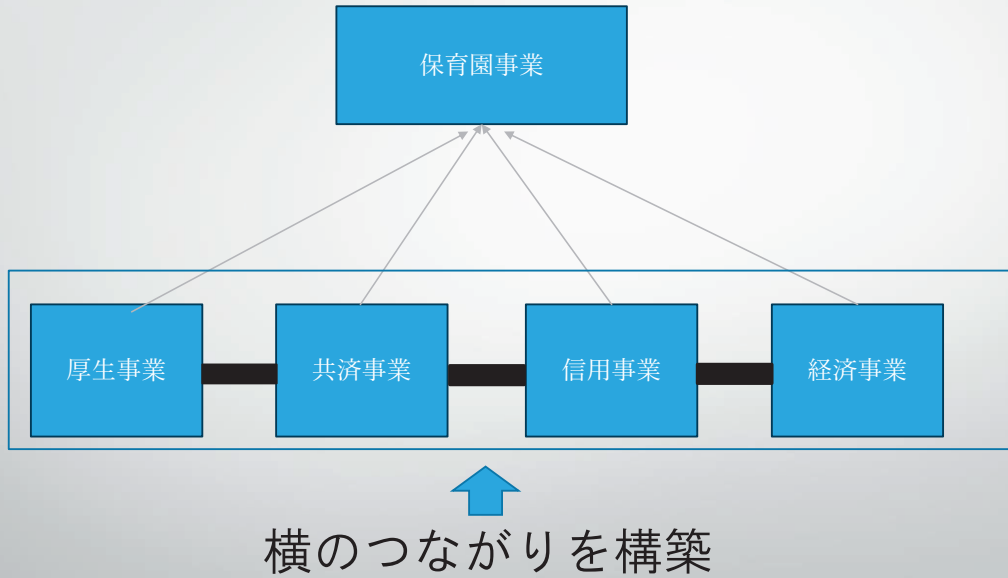 保育園事業
厚生事業
共済事業
信用事業
経済事業
横のつながりを構築